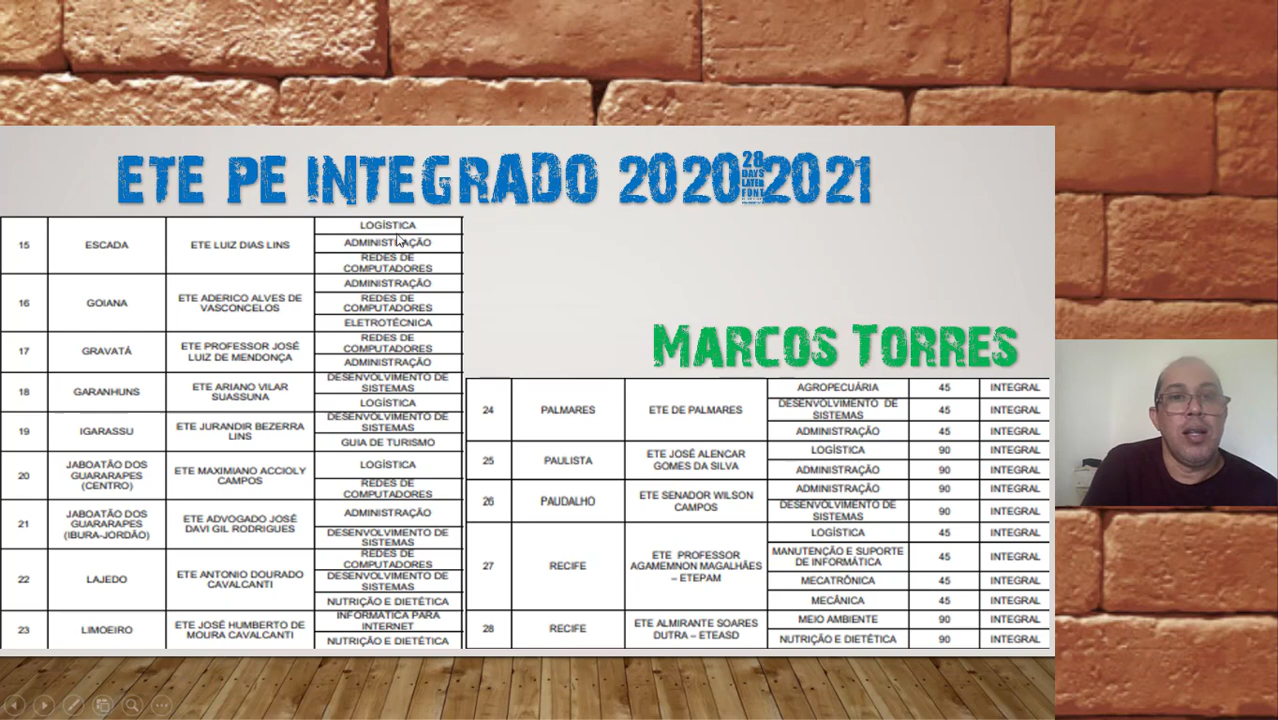 ETE PE INTEGRADO 2020 28 DAYS LATER FONT 2021
MARCOS TORRES
15
ESCADA
ETE LUIZ DIAS LINS
LOGÍSTICA
ADMINISTRAÇÃO
REDES DE
COMPUTADORES
16
GOIANA
ETE ADERICO ALVES DE
VASCONCELOS
ADMINISTRAÇÃO
REDES DE
COMPUTADORES
ELETROTÉCNICA
17
GRAVATÁ
ETE PROFESSOR JOSÉ
LUIZ DE MENDONÇA
REDES DE
COMPUTADORES
ADMINISTRAÇÃO
18
GARANHUNS
ETE ARIANO VILAR
SUASSUNA
DESENVOLVIMENTO DE
SISTEMAS
LOGÍSTICA
19
IGARASSU
ETE JURANDIR BEZERRA
LINS
DESENVOLVIMENTO DE
SISTEMAS
GUIA DE TURISMO
20
JABOATÃO DOS
GUARARAPES
(CENTRO)
ETE MAXIMIANO ACCIOLY
CAMPOS
LOGÍSTICA
REDES DE
COMPUTADORES
21
JABOATÃO DOS
GUARARAPES
(IBURA-JORDÃO)
ETE ADVOGADO JOSÉ
DAVI GIL RODRIGUES
ADMINISTRAÇÃO
DESENVOLVIMENTO DE
SISTEMAS
22
LAJEDO
ETE ANTONIO DOURADO
CAVALCANTI
REDES DE
COMPUTADORES
DESENVOLVIMENTO DE
SISTEMAS
NUTRIÇÃO E DIETÉTICA
23
LIMOEIRO
ETE JOSÉ HUMBERTO DE
MOURA CAVALCANTI
INFORMÁTICA PARA
INTERNET
NUTRIÇÃO E DIETÉTICA
24
PALMARES
ETE DE PALMARES
AGROPECUÁRIA 45 INTEGRAL
DESENVOLVIMENTO DE
SISTEMAS
45 INTEGRAL
ADMINISTRAÇÃO 45 INTEGRAL
25
PAULISTA
ETE JOSÉ ALENCAR
GOMES DA SILVA
LOGÍSTICA 90 INTEGRAL
ADMINISTRAÇÃO 90 INTEGRAL
26
PAUDALHO
ETE SENADOR WILSON
CAMPOS
ADMINISTRAÇÃO 90 INTEGRAL
DESENVOLVIMENTO DE
SISTEMAS
90 INTEGRAL
27
RECIFE
ETE PROFESSOR
AGAMEMNON MAGALHÃES
– ETEPAM
LOGÍSTICA 45 INTEGRAL
MANUTENÇÃO E SUPORTE
DE INFORMÁTICA
45 INTEGRAL
MECATRÔNICA 45 INTEGRAL
MECÂNICA 45 INTEGRAL
28
RECIFE
ETE ALMIRANTE SOARES
DUTRA – ETEASD
MEIO AMBIENTE 90 INTEGRAL
NUTRIÇÃO E DIETÉTICA 90 INTEGRAL